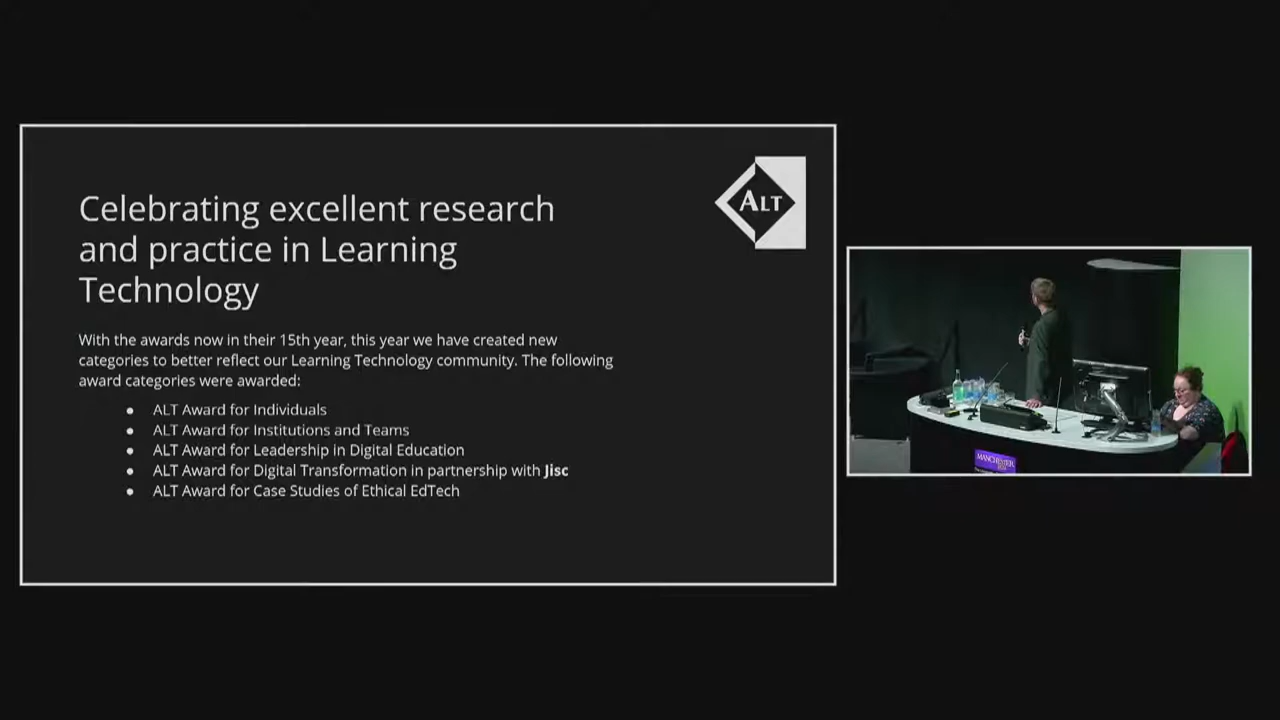 Celebrating excellent research
and practice in Learning
Technology
ALT
With the awards now in their 15th year, this year we have created new
categories to better reflect our Learning Technology community. The following
award categories were awarded:
● ALT Award for Individuals
● ALT Award for Institutions and Teams
● ALT Award for Leadership in Digital Education
● ALT Award for Digital Transformation in partnership with Jisc
● ALT Award for Case Studies of Ethical EdTech
MANCHESTER